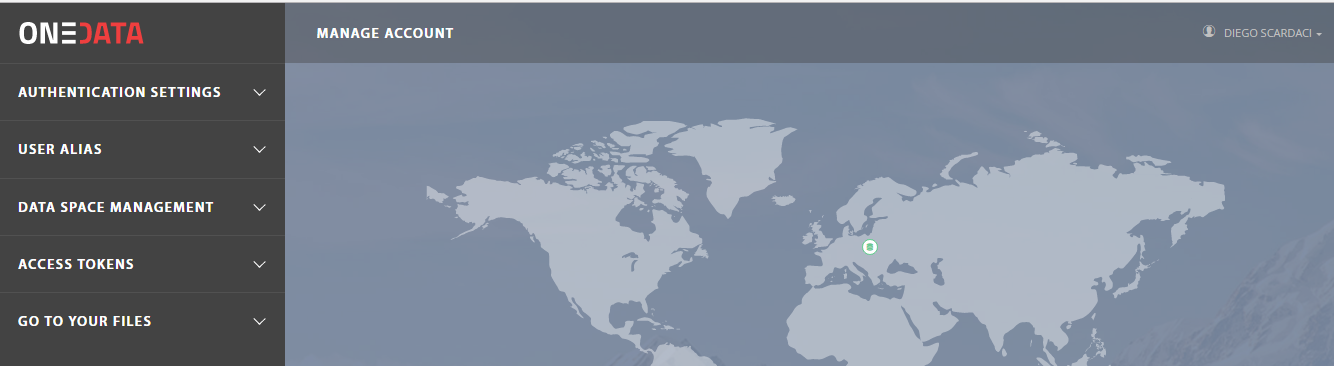 ONEDATA
MANAGE ACCOUNT
DIEGO SCARDACI
AUTHENTICATION SETTINGS
USER ALIAS
DATA SPACE MANAGEMENT
ACCESS TOKENS
GO TO YOUR FILES